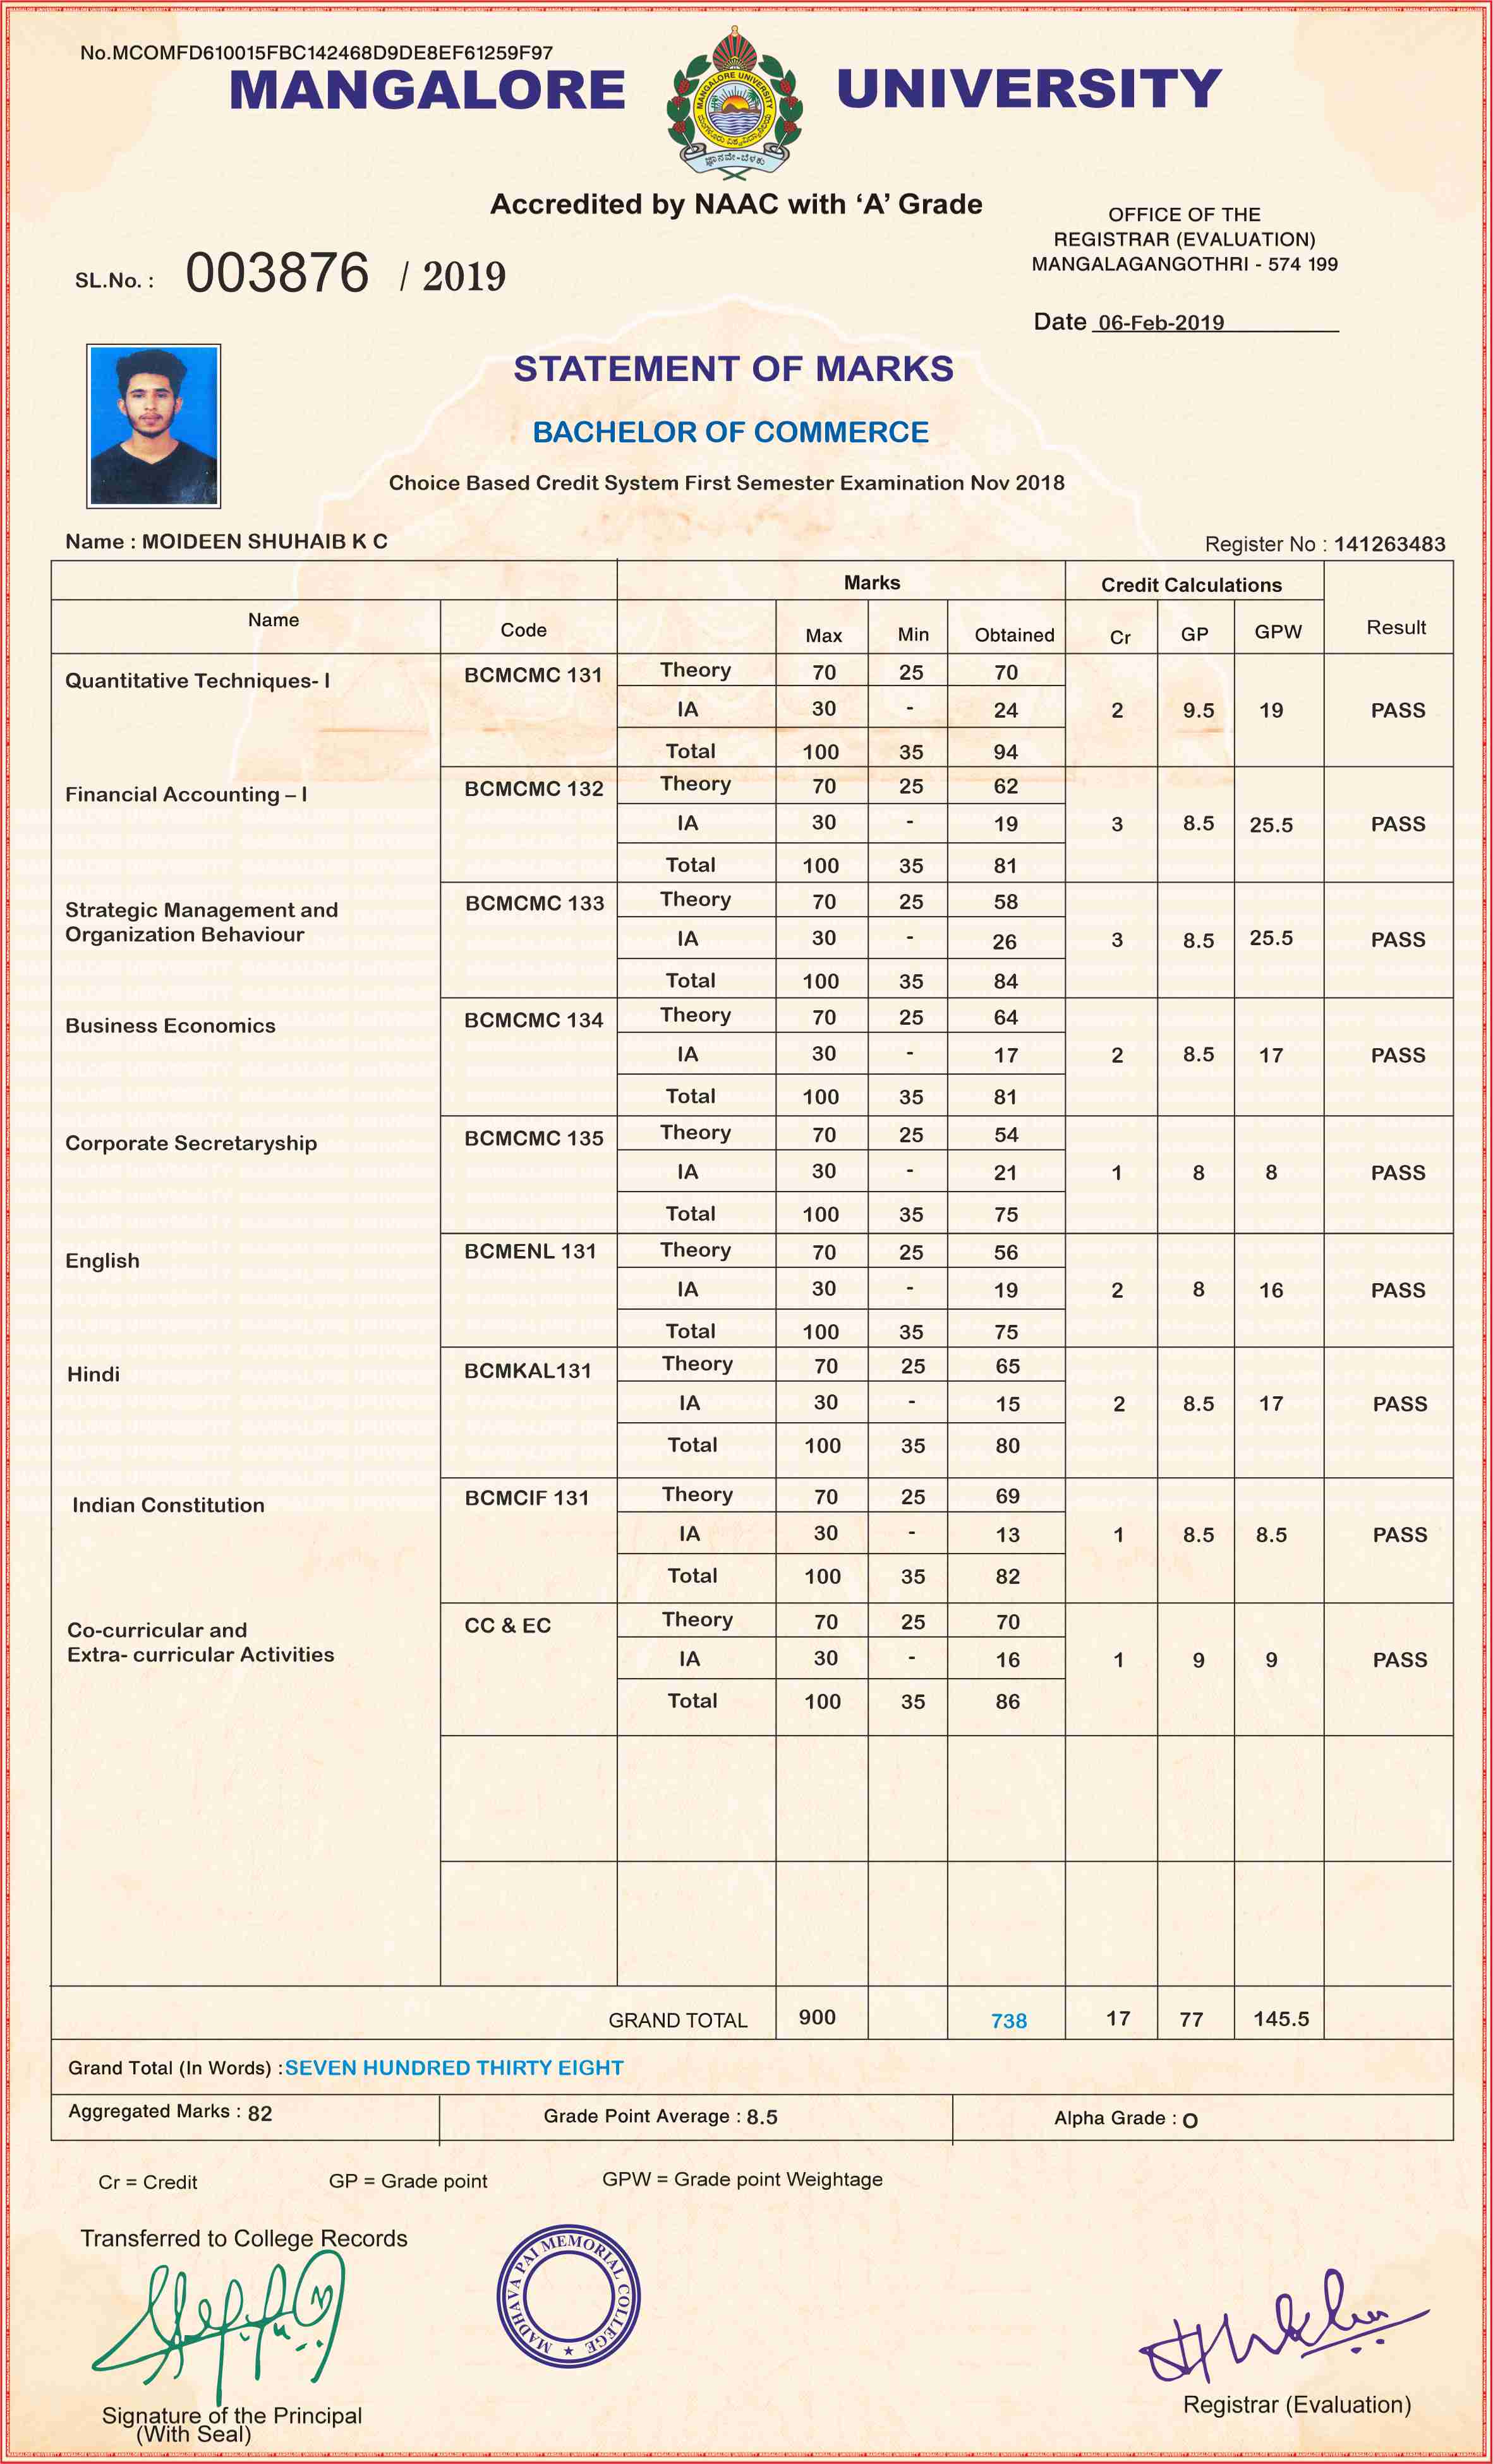 No.MCOMFD610015FBC142468D9DE8EF61259F97
MANGALORE UNIVERSITY
MANGALORE UNIVERSITY
ಮಂಗಳೂರು ವಿಶ್ವವಿದ್ಯಾನಿಲಯ
ಜ್ಞಾನವೇ-ಬೆಳಕು
Accredited by NAAC with ‘A’ Grade
OFFICE OF THE
REGISTRAR (EVALUATION)
MANGALAGANGOTHRI - 574 199
SL.No. : 003876 / 2019
Date 06-Feb-2019
STATEMENT OF MARKS
BACHELOR OF COMMERCE
Choice Based Credit System First Semester Examination Nov 2018
Name : MOIDEEN SHUHAIB K C Register No : 141263483
Marks Credit Calculations
Name Code Max Min Obtained Cr GP GPW Result
Quantitative Techniques- I BCMCMC 131 Theory 70 25 70
IA 30 - 24 2 9.5 19 PASS
Total 100 35 94
Financial Accounting – I BCMCMC 132 Theory 70 25 62
IA 30 - 19 3 8.5 25.5 PASS
Total 100 35 81
Strategic Management and BCMCMC 133 Theory 70 25 58
Organization Behaviour IA 30 - 26 3 8.5 25.5 PASS
Total 100 35 84
Business Economics BCMCMC 134 Theory 70 25 64
IA 30 - 17 2 8.5 17 PASS
Total 100 35 81
Corporate Secretaryship BCMCMC 135 Theory 70 25 54
IA 30 - 21 1 8 8 PASS
Total 100 35 75
English BCMENL 131 Theory 70 25 56
IA 30 - 19 2 8 16 PASS
Total 100 35 75
Hindi BCMKAL131 Theory 70 25 65
IA 30 - 15 2 8.5 17 PASS
Total 100 35 80
Indian Constitution BCMCIF 131 Theory 70 25 69
IA 30 - 13 1 8.5 8.5 PASS
Total 100 35 82
Co-curricular and CC & EC Theory 70 25 70
Extra- curricular Activities IA 30 - 16 1 9 9 PASS
Total 100 35 86
GRAND TOTAL 900 738 17 77 145.5
Grand Total (In Words) :SEVEN HUNDRED THIRTY EIGHT
Aggregated Marks : 82 Grade Point Average : 8.5 Alpha Grade : O
Cr = Credit GP = Grade point GPW = Grade point Weightage
Transferred to College Records
MADHAVA PAI MEMORIAL COLLEGE
Signature of the Principal
(With Seal)
Registrar (Evaluation)